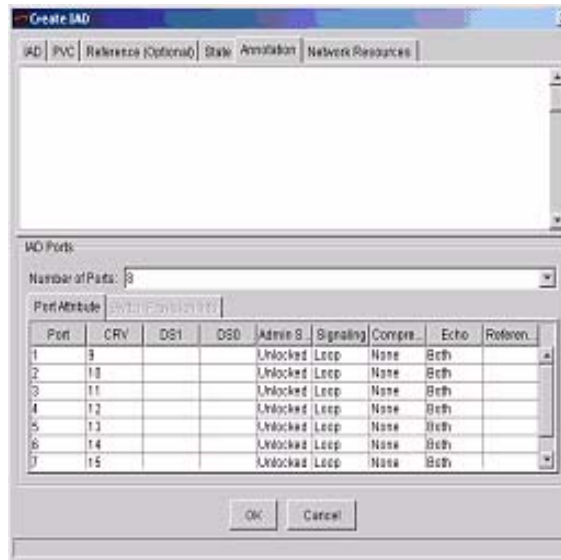 Create IAD
IAD PVC Reference (Optional) State Annotation Network Resources
IAD Ports
Number of Ports: 8
Port Attribute
Port CRV DS1 DS0 Admin S... Signaling Compre... Echo Referen...
1 9 Unlocked Loop None Both
2 10 Unlocked Loop None Both
3 11 Unlocked Loop None Both
4 12 Unlocked Loop None Both
5 13 Unlocked Loop None Both
6 14 Unlocked Loop None Both
7 15 Unlocked Loop None Both
OK Cancel